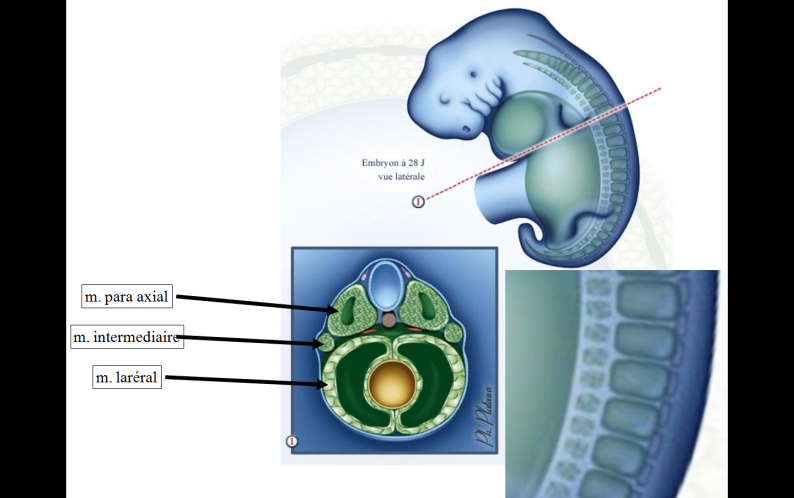 Embryon à 28 J
vue latérale
I
m. para axial
m. intermediaire
m. laréral
I